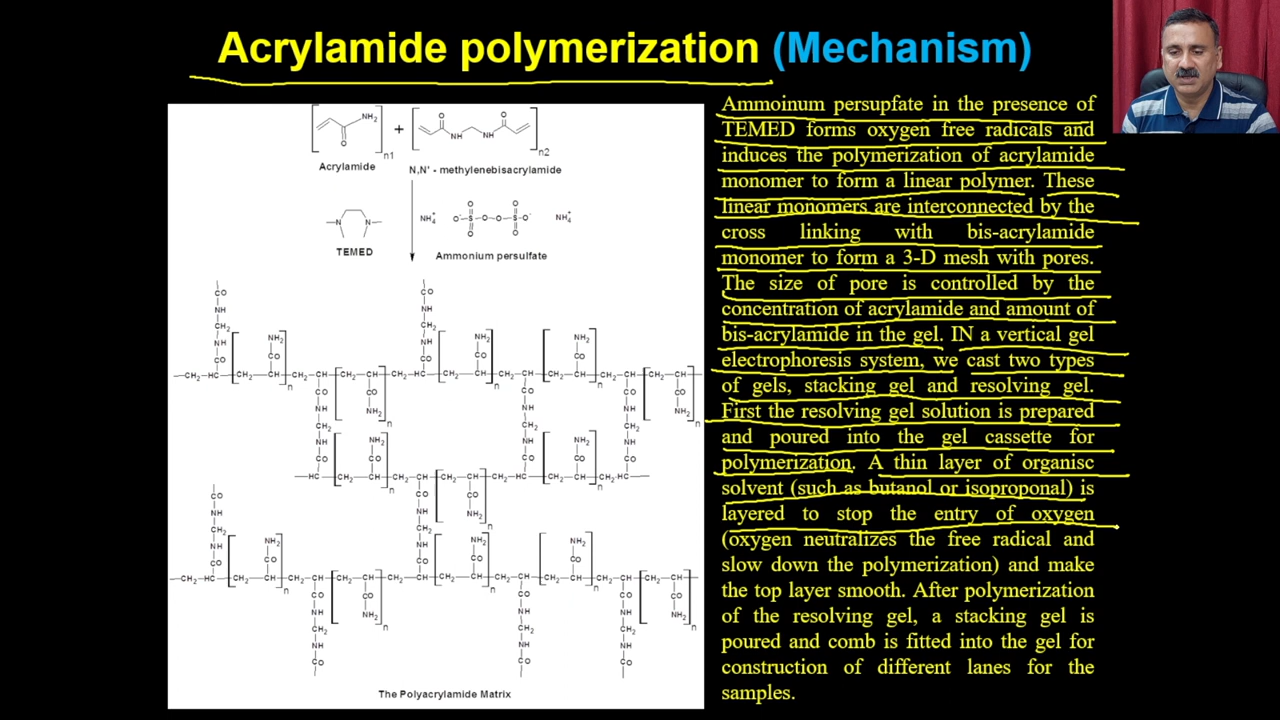 Acrylamide polymerization (Mechanism)
NH2
O
+
O
NH
NH
O
n1
n2
Acrylamide
N,N' - methylenebisacrylamide
N
N
NH4+
O- S O O S O-
NH4+
TEMED
Ammonium persulfate
The Polyacrylamide Matrix
Ammoinum persupfate in the presence of
TEMED forms oxygen free radicals and
induces the polymerization of acrylamide
monomer to form a linear polymer. These
linear monomers are interconnected by the
cross linking with bis-acrylamide
monomer to form a 3-D mesh with pores.
The size of pore is controlled by the
concentration of acrylamide and amount of
bis-acrylamide in the gel. IN a vertical gel
electrophoresis system, we cast two types
of gels, stacking gel and resolving gel.
First the resolving gel solution is prepared
and poured into the gel cassette for
polymerization. A thin layer of organisc
solvent (such as butanol or isoproponal) is
layered to stop the entry of oxygen
(oxygen neutralizes the free radical and
slow down the polymerization) and make
the top layer smooth. After polymerization
of the resolving gel, a stacking gel is
poured and comb is fitted into the gel for
construction of different lanes for the
samples.